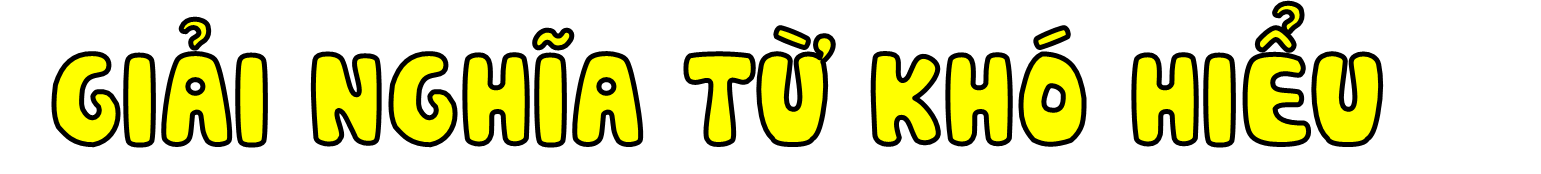 GIẢI NGHĨA TỪ KHÓ HIỂU